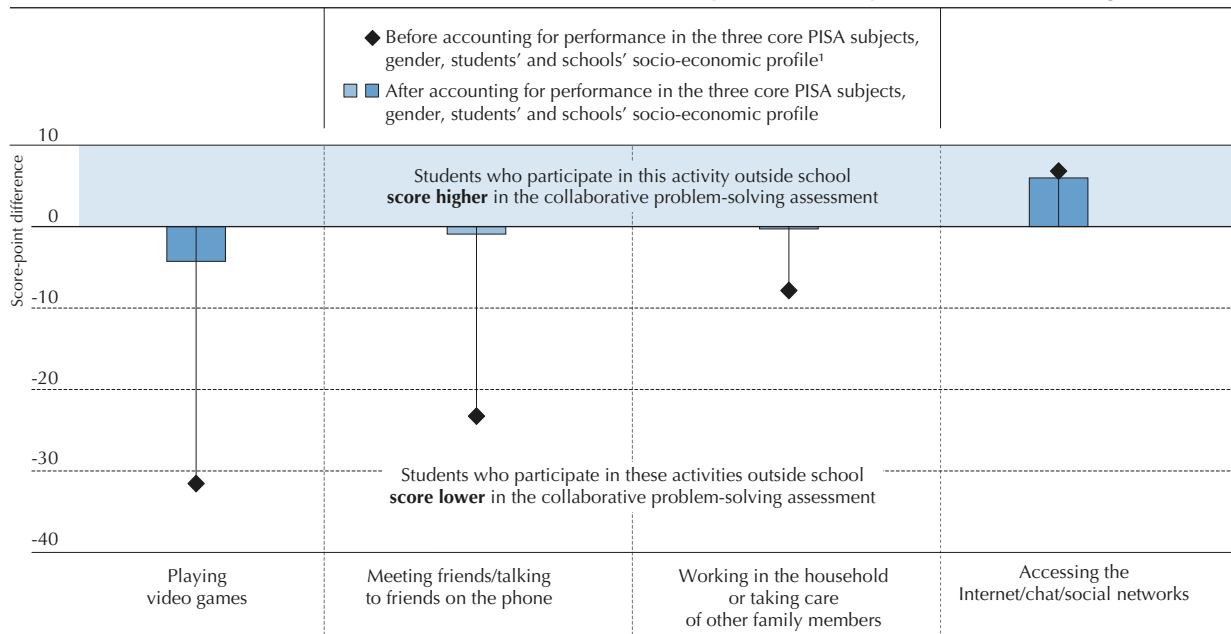 Before accounting for performance in the three core PISA subjects,
gender, students’ and schools’ socio-economic profile¹
After accounting for performance in the three core PISA subjects,
gender, students’ and schools’ socio-economic profile
Score-point difference
10
0
-10
-20
-30
-40
Students who participate in this activity outside school
score higher in the collaborative problem-solving assessment
Students who participate in these activities outside school
score lower in the collaborative problem-solving assessment
Playing
video games
Meeting friends/talking
to friends on the phone
Working in the household
or taking care
of other family members
Accessing the
Internet/chat/social networks